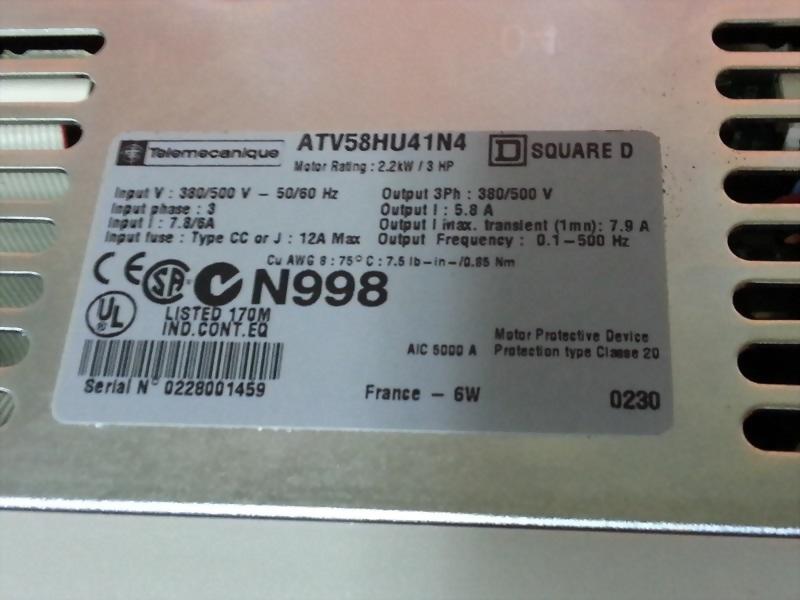 Telemecanique ATV58HU41N4 SQUARE D
Motor Rating : 2.2kW / 3 HP
Input V : 380/500 V - 50/60 Hz
Input phase : 3
Input I : 7.8/6A
Input fuse : Type CC or J : 12A Max
Output 3Ph : 380/500 V
Output I : 5.8 A
Output I max. transient (1mn): 7.9 A
Output Frequency : 0.1-500 Hz
Cu AWG 8 : 75°C : 7.5 lb-in-/0.85 Nm
CE SA N998
UL LISTED 170M
IND.CONT.EQ
Motor Protective Device
AIC 5000 A Protection type Classe 20
Serial N° 0228001459
France - 6W
0230